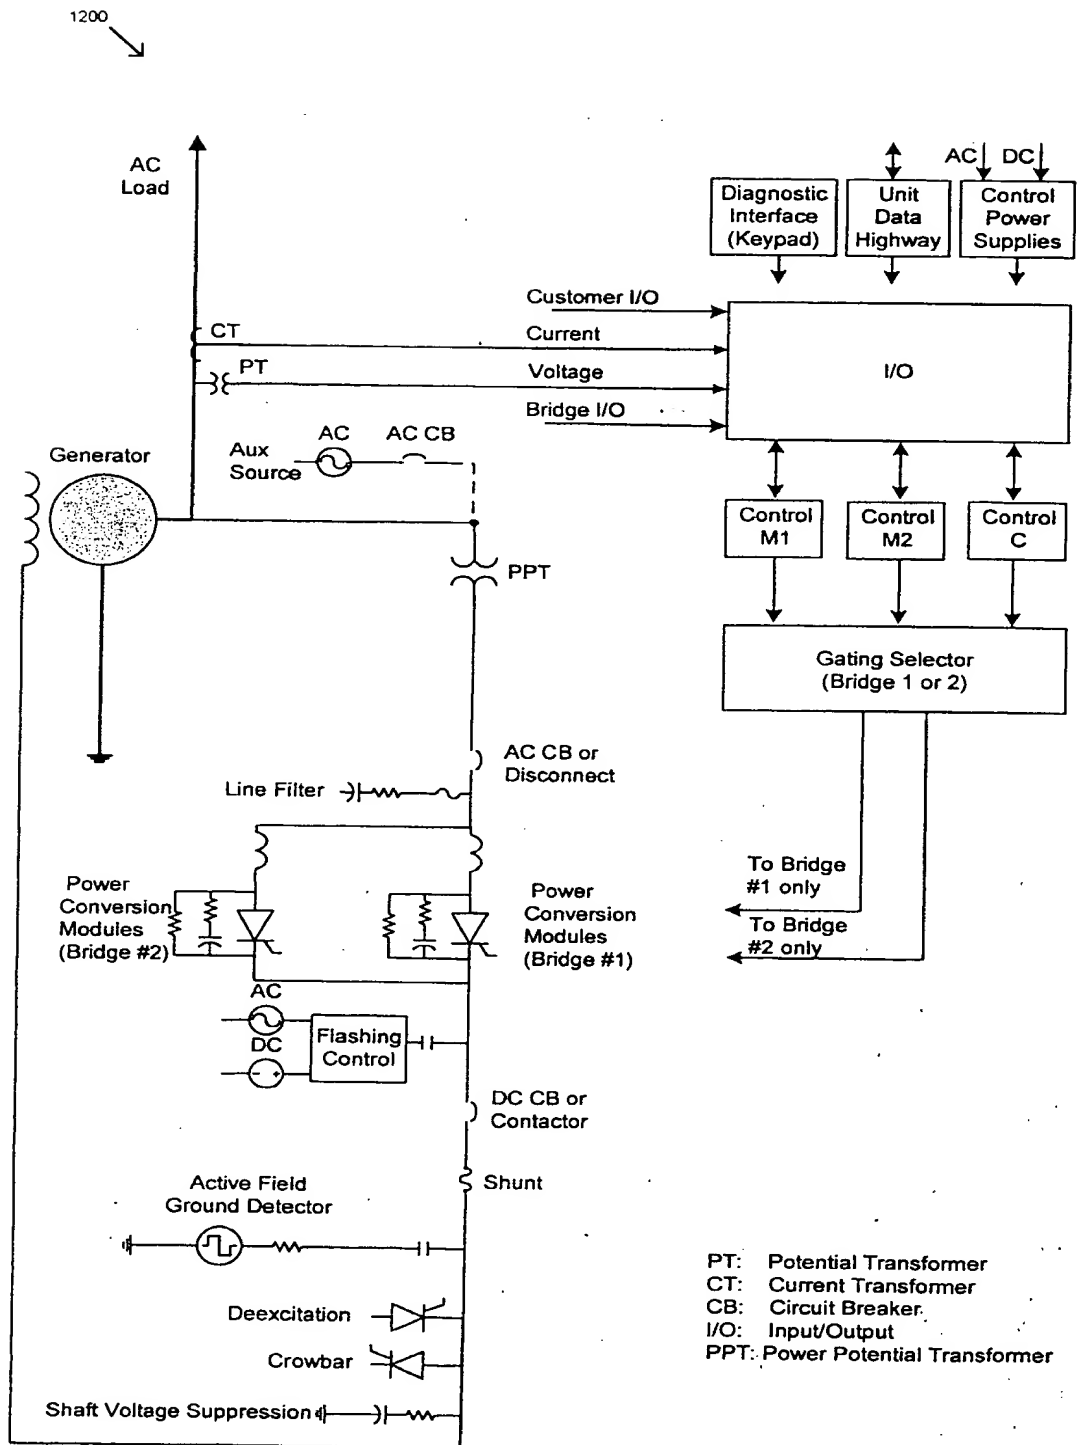 1200
AC
Load
AC
DC
Diagnostic
Interface
(Keypad)
Unit
Data
Highway
Control
Power
Supplies
Customer I/O
CT
Current
PT
Voltage
I/O
Bridge I/O
Generator
Aux
Source
AC
AC CB
Control
M1
Control
M2
Control
C
PPT
Gating Selector
(Bridge 1 or 2)
AC CB or
Disconnect
Line Filter
To Bridge
#1 only
To Bridge
#2 only
Power
Conversion
Modules
(Bridge #2)
Power
Conversion
Modules
(Bridge #1)
AC
DC
- +
Flashing
Control
DC CB or
Contactor
Shunt
Active Field
Ground Detector
Deexcitation
Crowbar
Shaft Voltage Suppression
PT: Potential Transformer
CT: Current Transformer
CB: Circuit Breaker
I/O: Input/Output
PPT: Power Potential Transformer